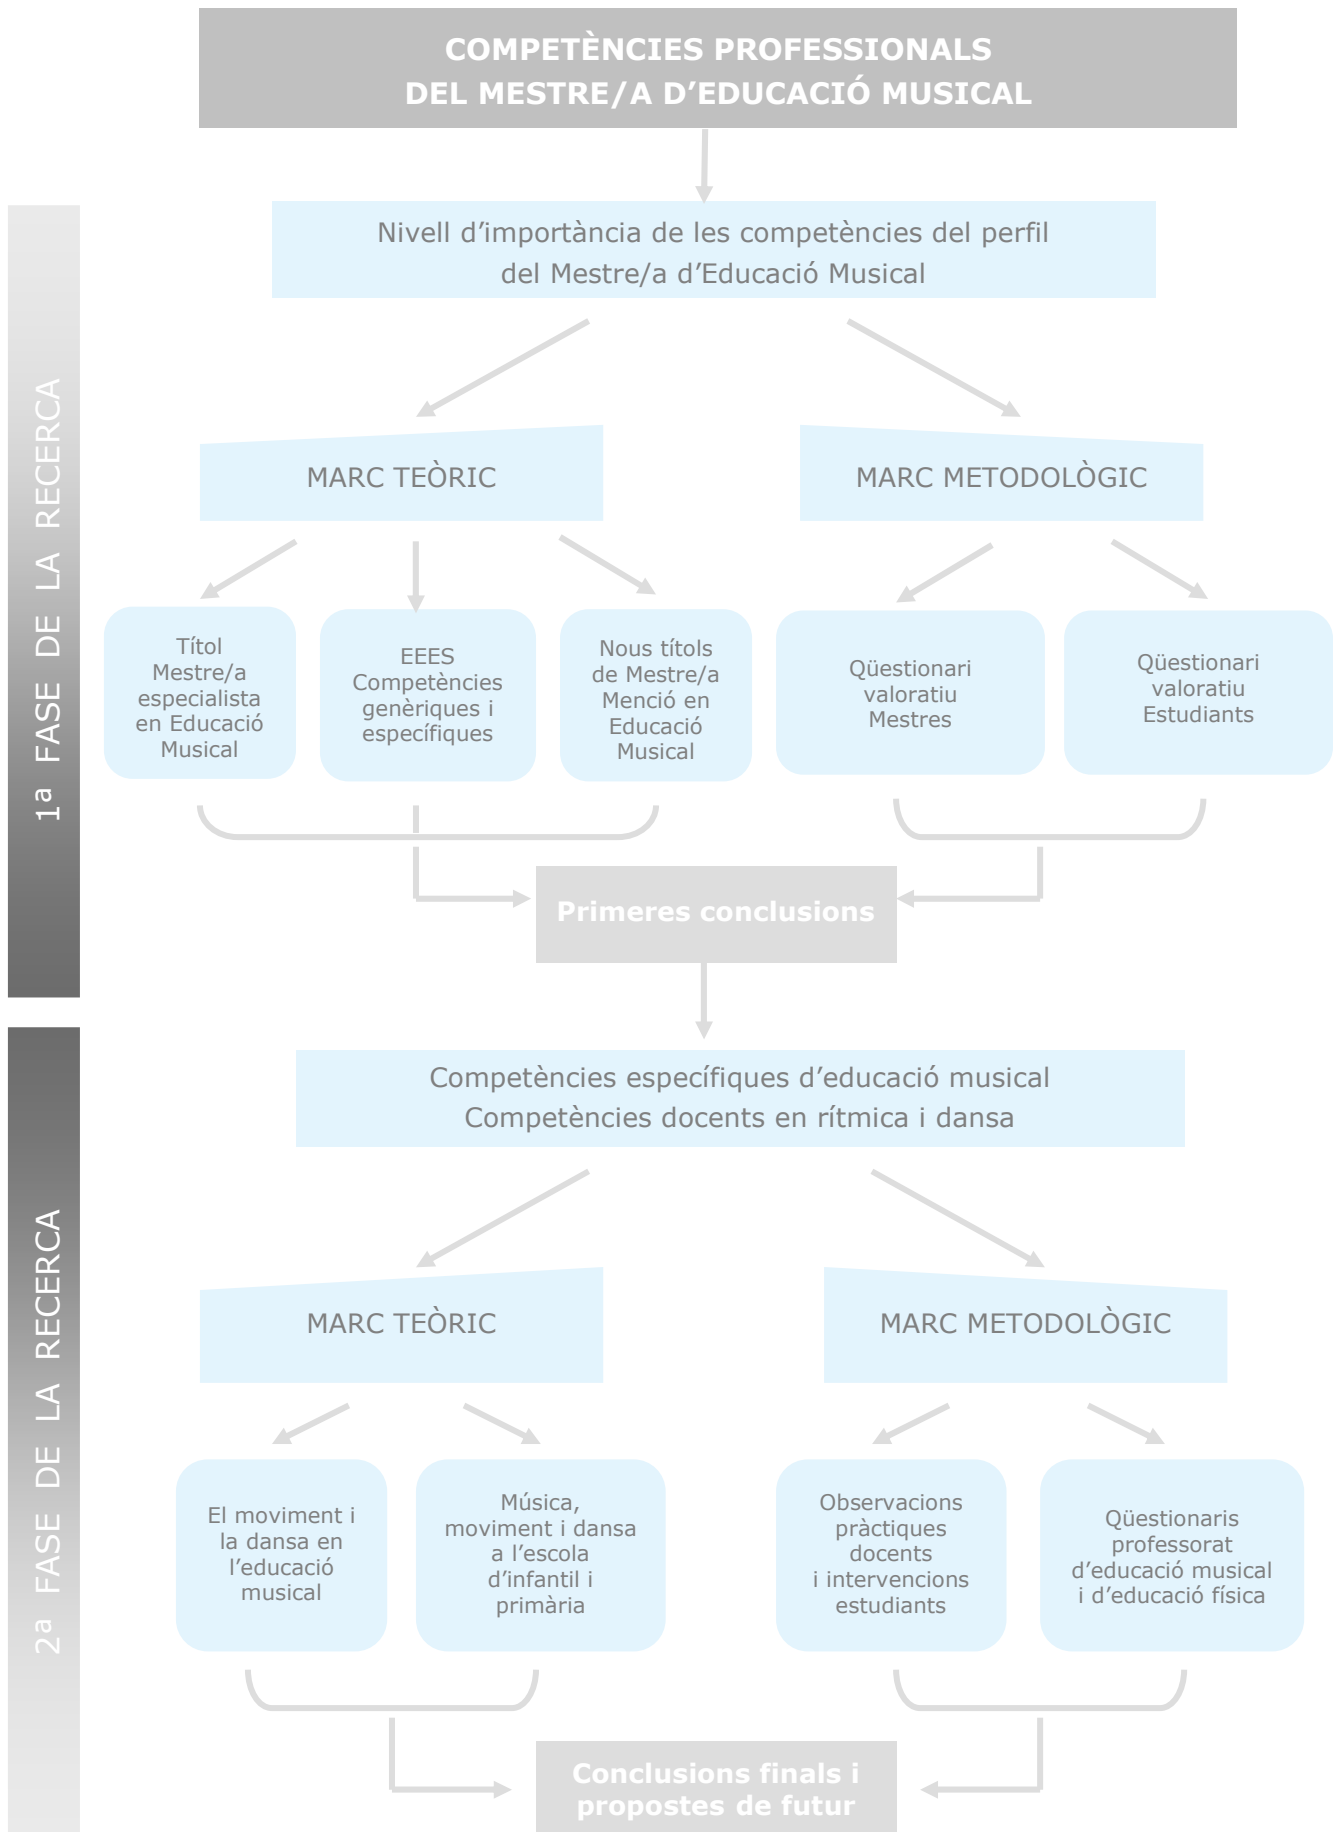 COMPETÈNCIES PROFESSIONALS
DEL MESTRE/A D’EDUCACIÓ MUSICAL
1ª FASE DE LA RECERCA
Nivell d’importància de les competències del perfil
del Mestre/a d’Educació Musical
MARC TEÒRIC
MARC METODOLÒGIC
Títol
Mestre/a
especialista
en Educació
Musical
EEES
Competències
genèriques i
específiques
Nous títols
de Mestre/a
Menció en
Educació
Musical
Qüestionari
valoratiu
Mestres
Qüestionari
valoratiu
Estudiants
Primeres conclusions
2ª FASE DE LA RECERCA
Competències específiques d’educació musical
Competències docents en rítmica i dansa
MARC TEÒRIC
MARC METODOLÒGIC
El moviment i
la dansa en
l’educació
musical
Música,
moviment i dansa
a l’escola
d’infantil i
primària
Observacions
pràctiques
docents
i intervencions
estudiants
Qüestionaris
professorat
d’educació musical
i d’educació física
Conclusions finals i
propostes de futur